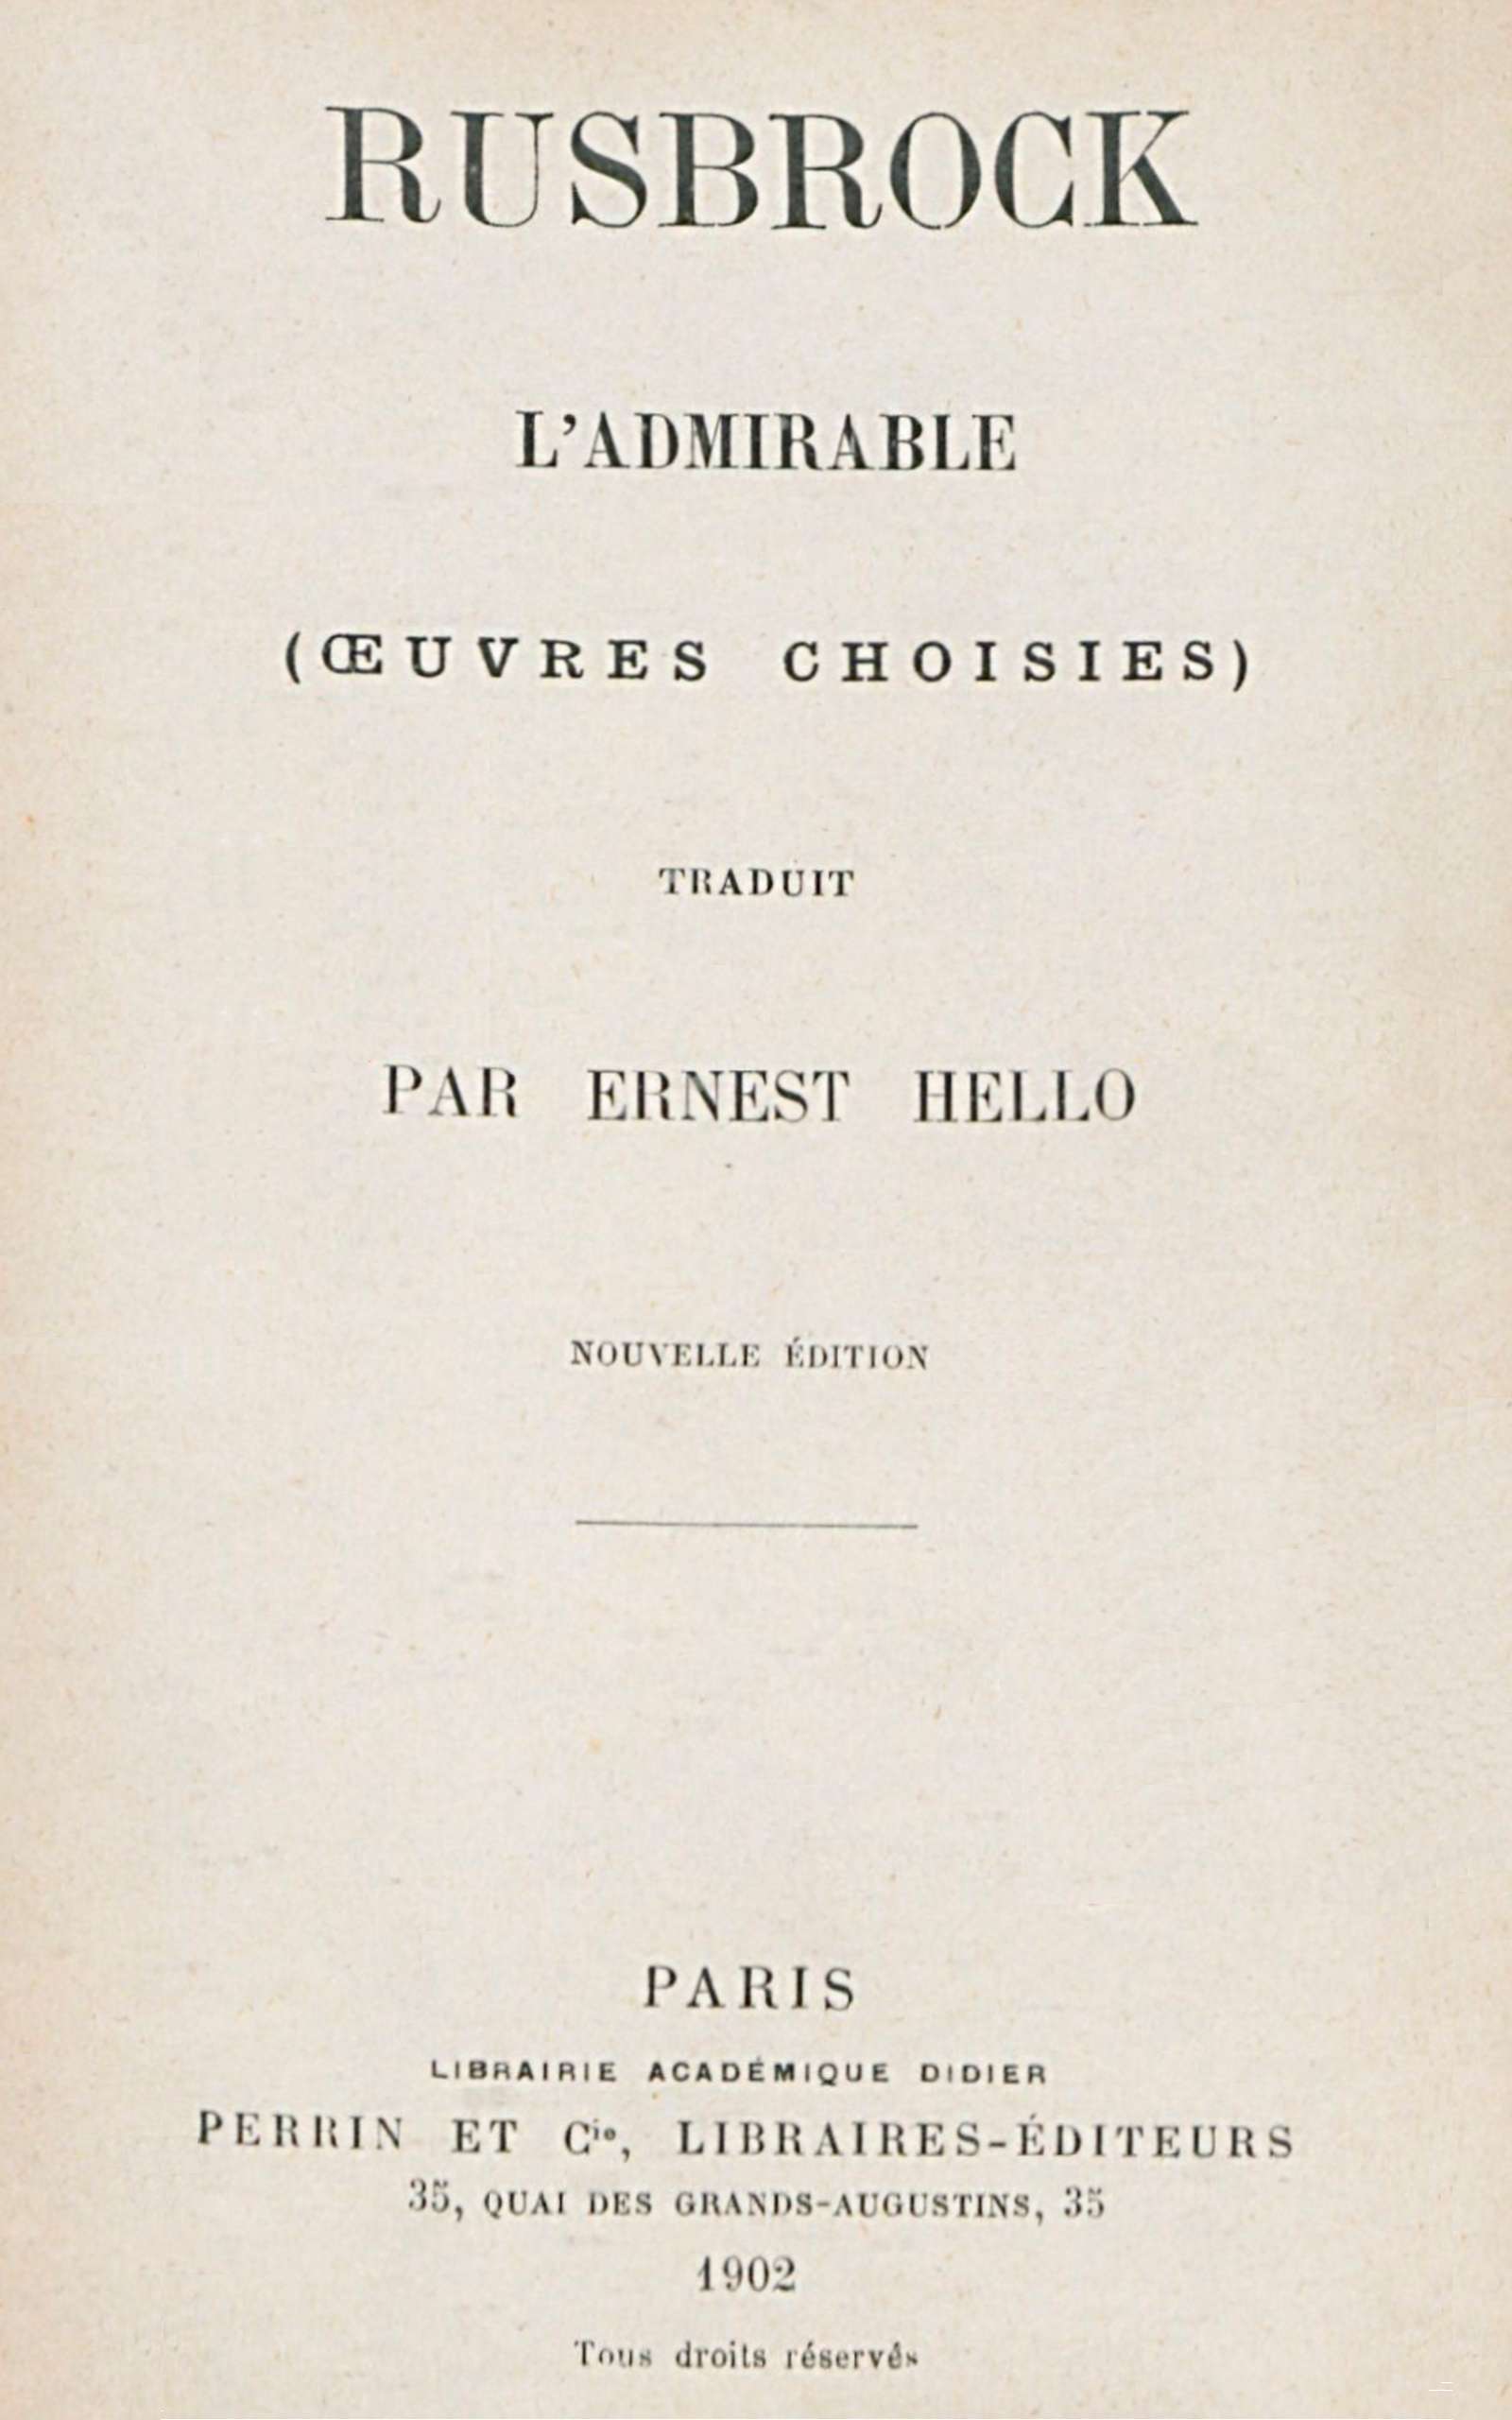 RUSBROCK
L’ADMIRABLE
(ŒUVRES CHOISIES)
TRADUIT
PAR ERNEST HELLO
NOUVELLE ÉDITION
PARIS
LIBRAIRIE ACADÉMIQUE DIDIER
PERRIN ET Cie, LIBRAIRES-ÉDITEURS
35, QUAI DES GRANDS-AUGUSTINS, 35
1902
Tous droits réservés